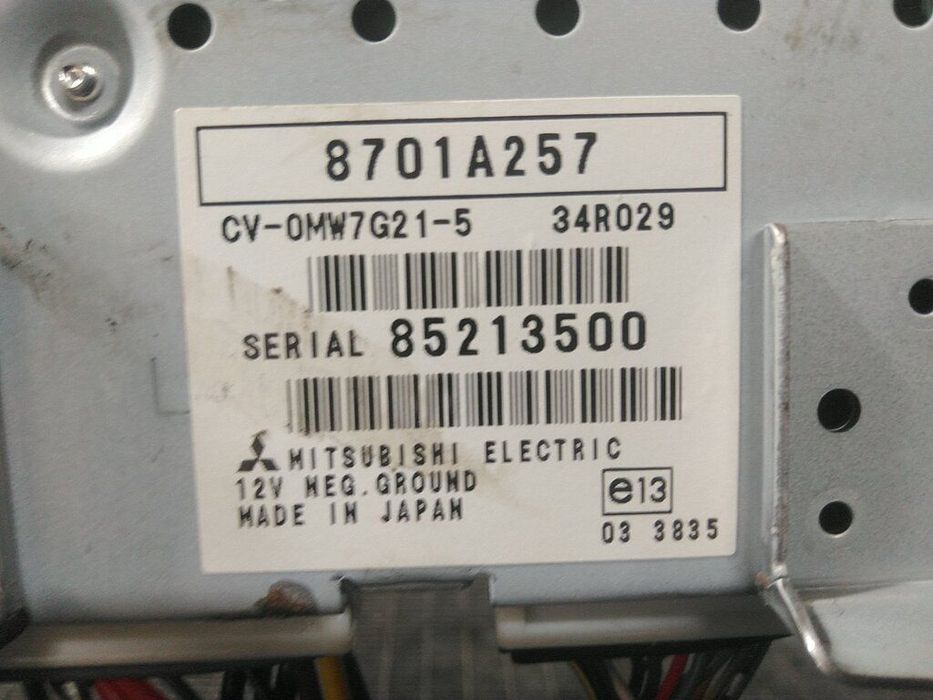 8701A257
CV-0MW7G21-5 34R029
SERIAL 85213500
MITSUBISHI ELECTRIC
12V NEG.GROUND
MADE IN JAPAN
e13
03 3835